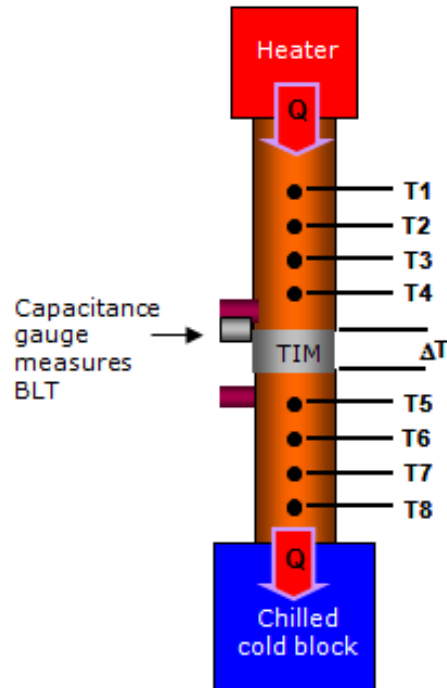 Heater
Q
T1
T2
T3
T4
Capacitance
gauge
measures
BLT
TIM
ΔT
T5
T6
T7
T8
Q
Chilled
cold block